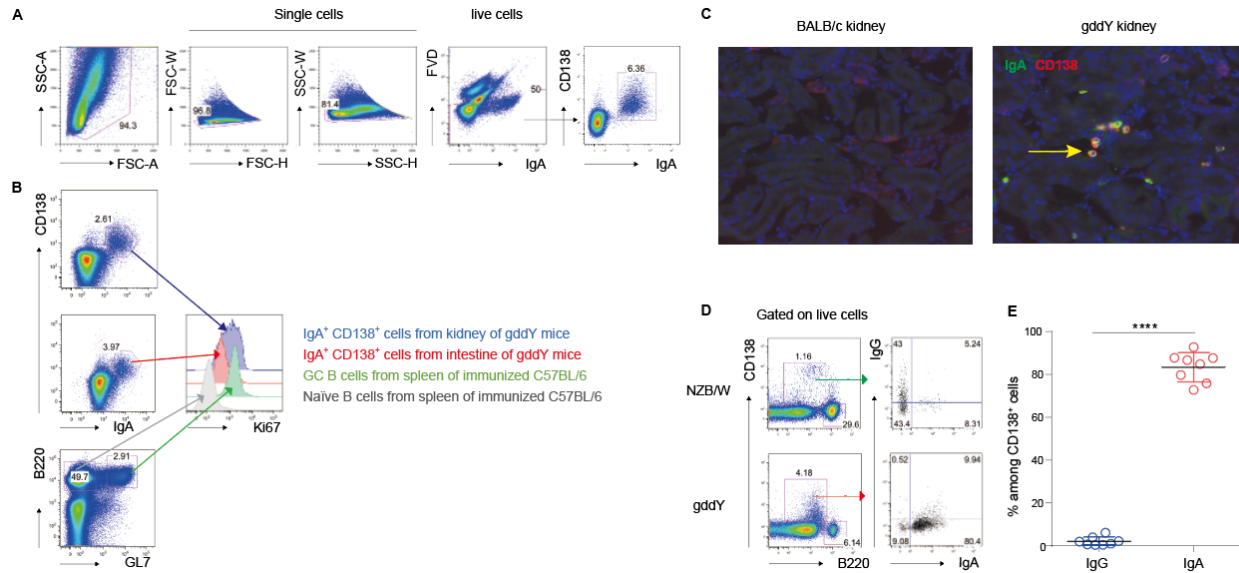 A
Single cells
live cells
SSC-A
94.3
FSC-A
FSC-W
96.8
FSC-H
SSC-W
81.4
SSC-H
FVD
50
IgA
CD138
6.36
IgA
B
CD138
2.61
3.97
IgA
Ki67
B220
49.7
2.91
GL7
IgA+ CD138+ cells from kidney of gddY mice
IgA+ CD138+ cells from intestine of gddY mice
GC B cells from spleen of immunized C57BL/6
Naïve B cells from spleen of immunized C57BL/6
C
BALB/c kidney
gddY kidney
IgA CD138
D
Gated on live cells
NZB/W
CD138
1.16
29.6
IgG
43
5.24
43.4
8.31
gddY
4.18
6.14
B220
0.52
9.94
9.08
80.4
IgA
E
****
% among CD138+ cells
100
80
60
40
20
0
IgG
IgA